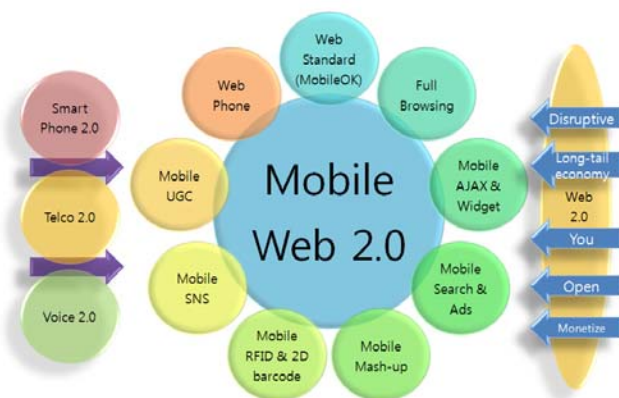 Smart
Phone 2.0
Telco 2.0
Voice 2.0
Web
Standard
(MobileOK)
Full
Browsing
Mobile
AJAX &
Widget
Mobile
Search &
Ads
Mobile
Mash-up
Mobile
RFID & 2D
barcode
Mobile
SNS
Mobile
UGC
Web
Phone
Mobile
Web 2.0
Disruptive
Long-tail
economy
Web
2.0
You
Open
Monetize